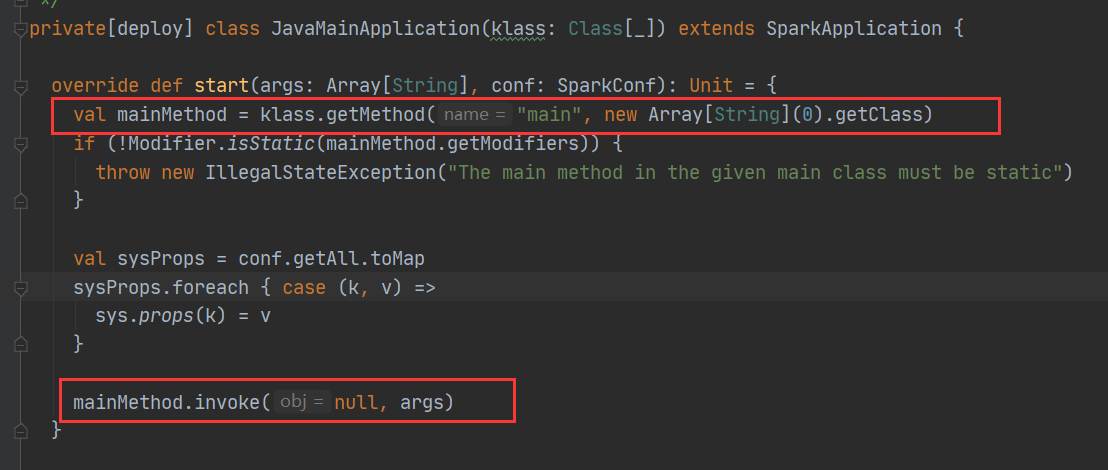 */
private[deploy] class JavaMainApplication(klass: Class[_]) extends SparkApplication {
override def start(args: Array[String], conf: SparkConf): Unit = {
val mainMethod = klass.getMethod( name = "main", new Array[String](0).getClass)
if (!Modifier.isStatic(mainMethod.getModifiers)) {
throw new IllegalStateException("The main method in the given main class must be static")
}
val sysProps = conf.getAll.toMap
sysProps.foreach { case (k, v) =>
sys.props(k) = v
}
mainMethod.invoke( obj = null, args)
}